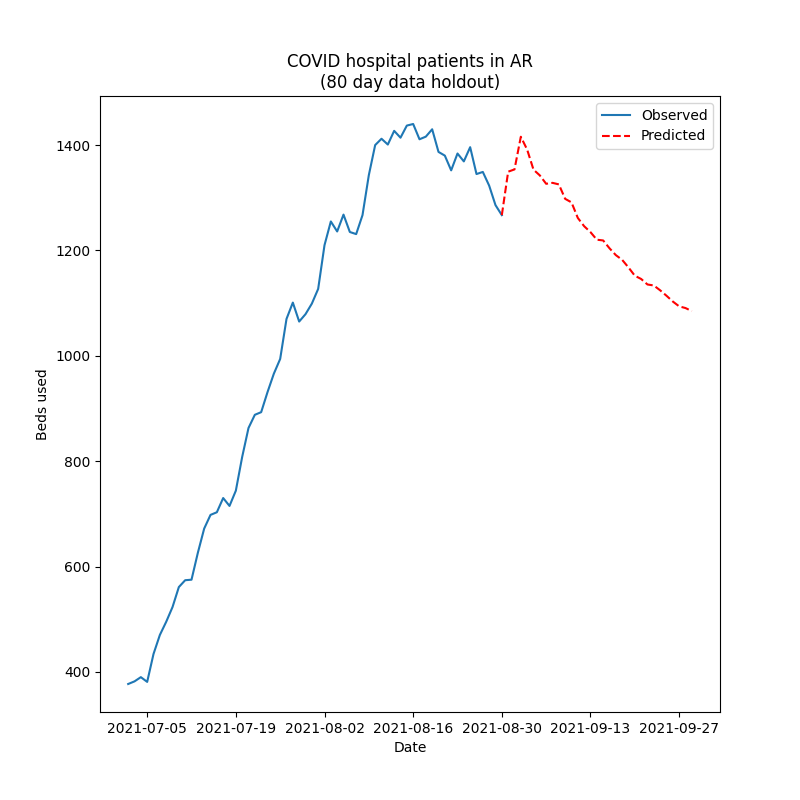 COVID hospital patients in AR
(80 day data holdout)
Observed
Predicted
1400
1200
1000
800
600
400
Beds used
2021-07-05 2021-07-19 2021-08-02 2021-08-16 2021-08-30 2021-09-13 2021-09-27
Date